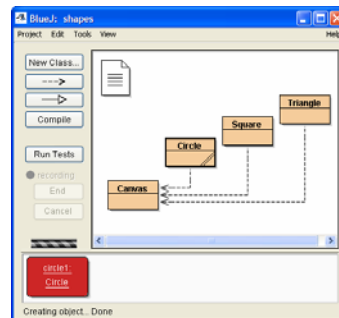 BlueJ: shapes
Project Edit Tools View Help
New Class...
Compile
Run Tests
recording
End
Cancel
Triangle
Square
Circle
Canvas
circle1:
Circle
Creating object... Done